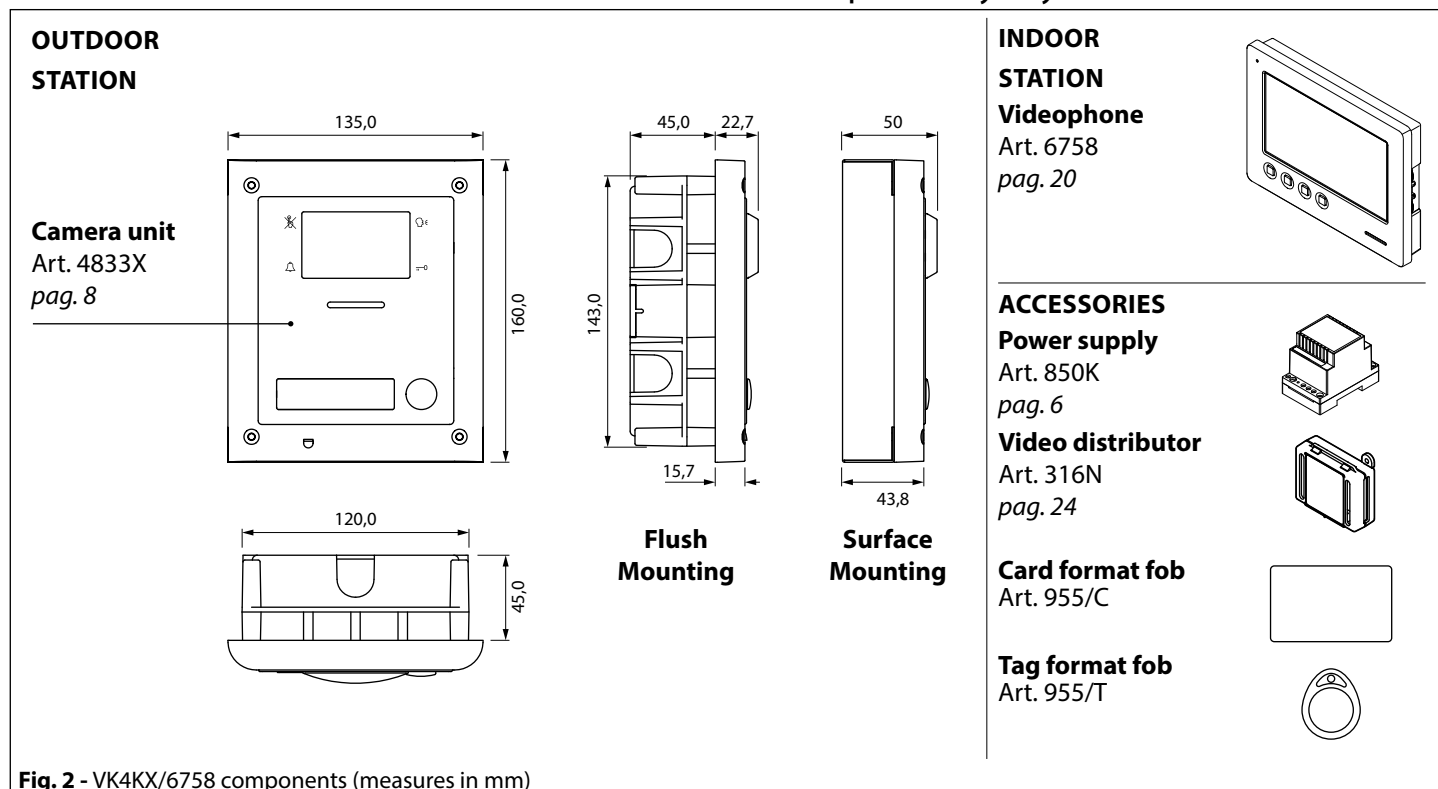 OUTDOOR
STATION
135,0
160,0
Camera unit
Art. 4833X
pag. 8
120,0
45,0
45,0
22,7
143,0
15,7
Flush
Mounting
50
43,8
Surface
Mounting
INDOOR
STATION
Videophone
Art. 6758
pag. 20
ACCESSORIES
Power supply
Art. 850K
pag. 6
Video distributor
Art. 316N
pag. 24
Card format fob
Art. 955/C
Tag format fob
Art. 955/T
Fig. 2 - VK4KX/6758 components (measures in mm)